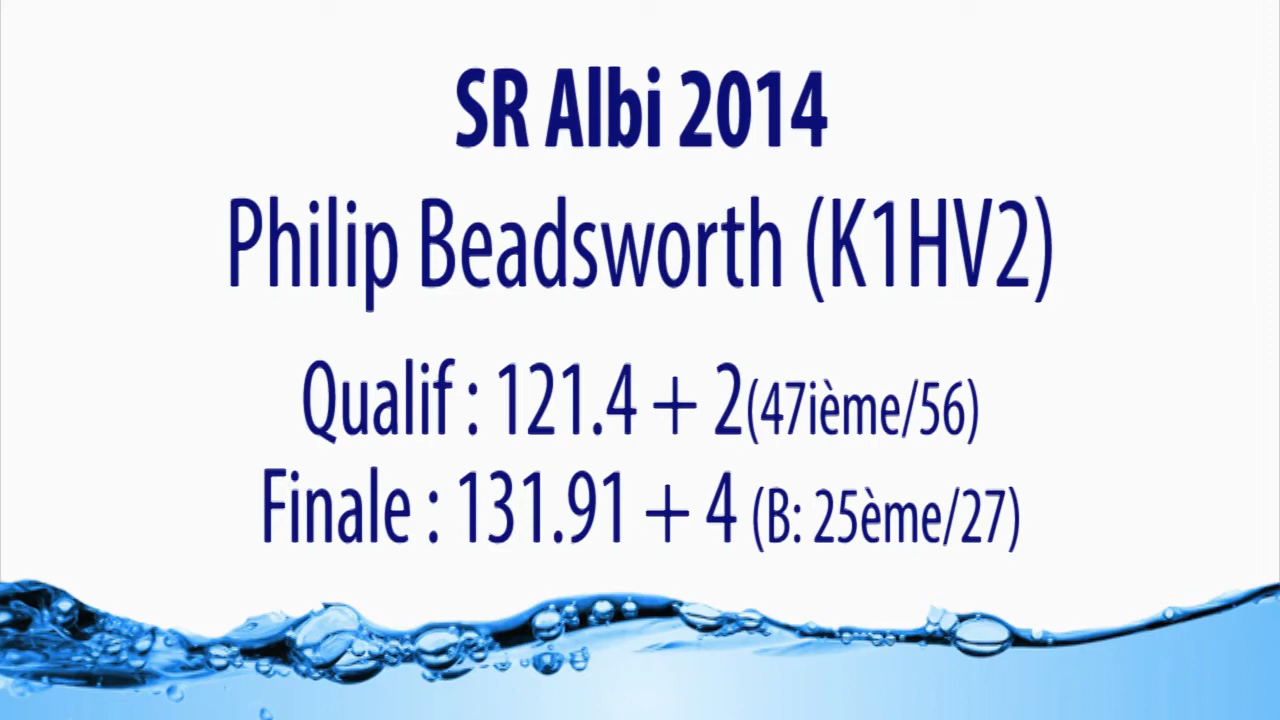 SR Albi 2014
Philip Beadsworth (K1HV2)
Qualif : 121.4 + 2(47ième/56)
Finale : 131.91 + 4 (B: 25ème/27)